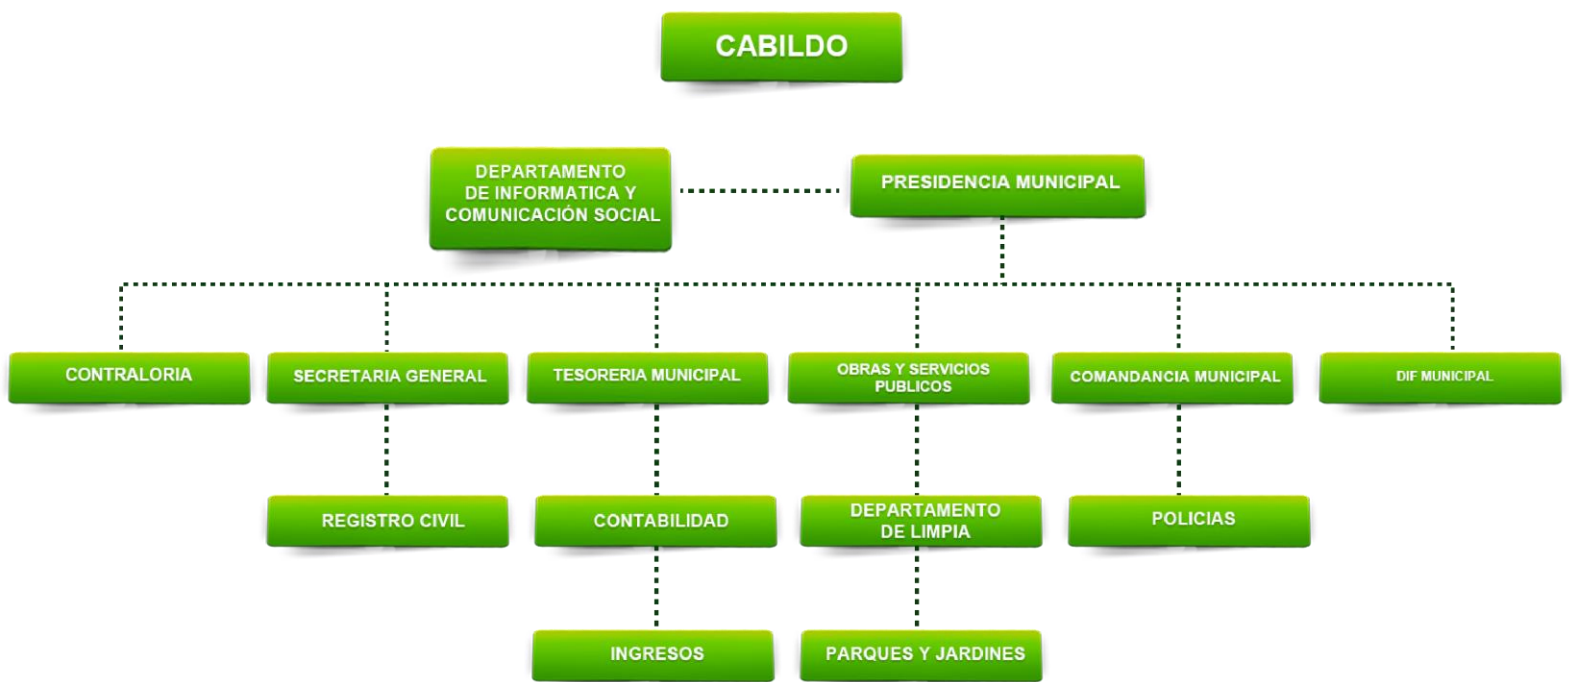 CABILDO
DEPARTAMENTO
DE INFORMATICA Y
COMUNICACIÓN SOCIAL
PRESIDENCIA MUNICIPAL
CONTRALORIA
SECRETARIA GENERAL
TESORERIA MUNICIPAL
OBRAS Y SERVICIOS
PUBLICOS
COMANDANCIA MUNICIPAL
DIF MUNICIPAL
REGISTRO CIVIL
CONTABILIDAD
DEPARTAMENTO
DE LIMPIA
POLICIAS
INGRESOS
PARQUES Y JARDINES